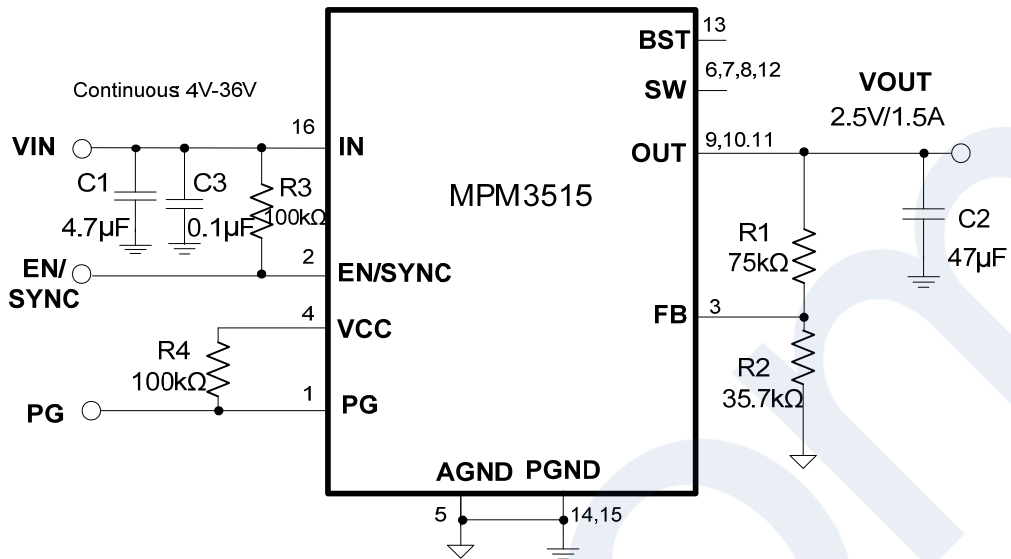 BST
13
SW
6,7,8,12
Continuous: 4V-36V
VOUT
2.5V/1.5A
VIN
16
IN
OUT
9,10.11
MPM3515
C1
4.7µF
C3
0.1µF
R3
100kΩ
R1
75kΩ
C2
47µF
EN/
SYNC
2
EN/SYNC
4
VCC
FB
3
R4
100kΩ
R2
35.7kΩ
PG
1
PG
AGND
PGND
5
14,15